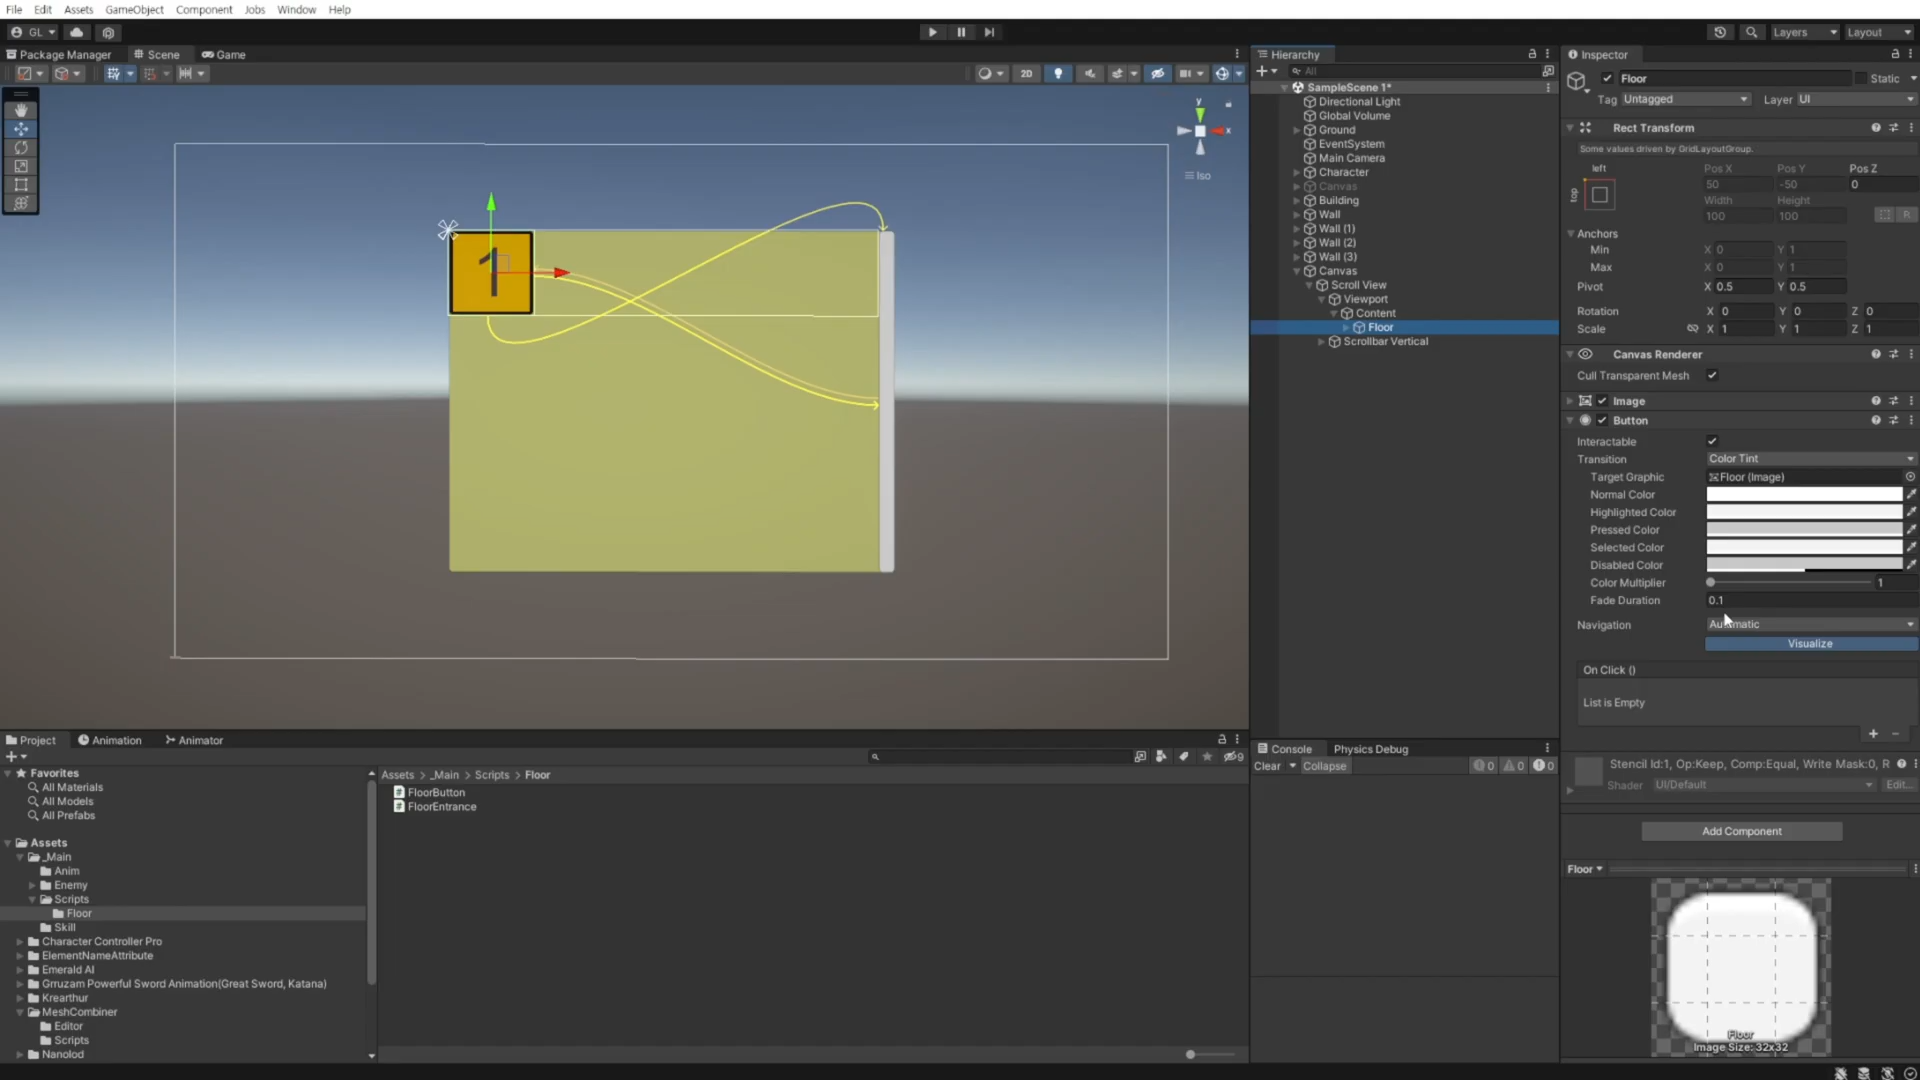 File Edit Assets GameObject Component Jobs Window Help
GL Layers Layout
Package Manager Scene Game
2D
y
x
Iso
1
Hierarchy
All
SampleScene 1*
Directional Light
Global Volume
Ground
EventSystem
Main Camera
Character
Canvas
Building
Wall
Wall (1)
Wall (2)
Wall (3)
Canvas
Scroll View
Viewport
Content
Floor
Scrollbar Vertical
Inspector
Floor Static
Tag Untagged Layer UI
Rect Transform
Some values driven by GridLayoutGroup.
left Pos X Pos Y Pos Z
top 50 -50 0
Width Height
100 100 R
Anchors
Min X 0 Y 1
Max X 0 Y 1
Pivot X 0.5 Y 0.5
Rotation X 0 Y 0 Z 0
Scale X 1 Y 1 Z 1
Canvas Renderer
Cull Transparent Mesh
Image
Button
Interactable
Transition Color Tint
Target Graphic Floor (Image)
Normal Color
Highlighted Color
Pressed Color
Selected Color
Disabled Color
Color Multiplier 1
Fade Duration 0.1
Navigation Automatic
Visualize
On Click ()
List is Empty
+ -
Stencil Id:1, Op:Keep, Comp:Equal, Write Mask:0, R
Shader UI/Default Edit...
Add Component
Floor
Floor
Image Size: 32x32
Project Animation Animator
9
Favorites
All Materials
All Models
All Prefabs
Assets
_Main
Anim
Enemy
Scripts
Floor
Skill
Character Controller Pro
ElementNameAttribute
Emerald AI
Grruzam Powerful Sword Animation(Great Sword, Katana)
Krearthur
MeshCombiner
Editor
Scripts
Nanolod
Assets > _Main > Scripts > Floor
FloorButton
FloorEntrance
Console Physics Debug
Clear Collapse 0 0 0